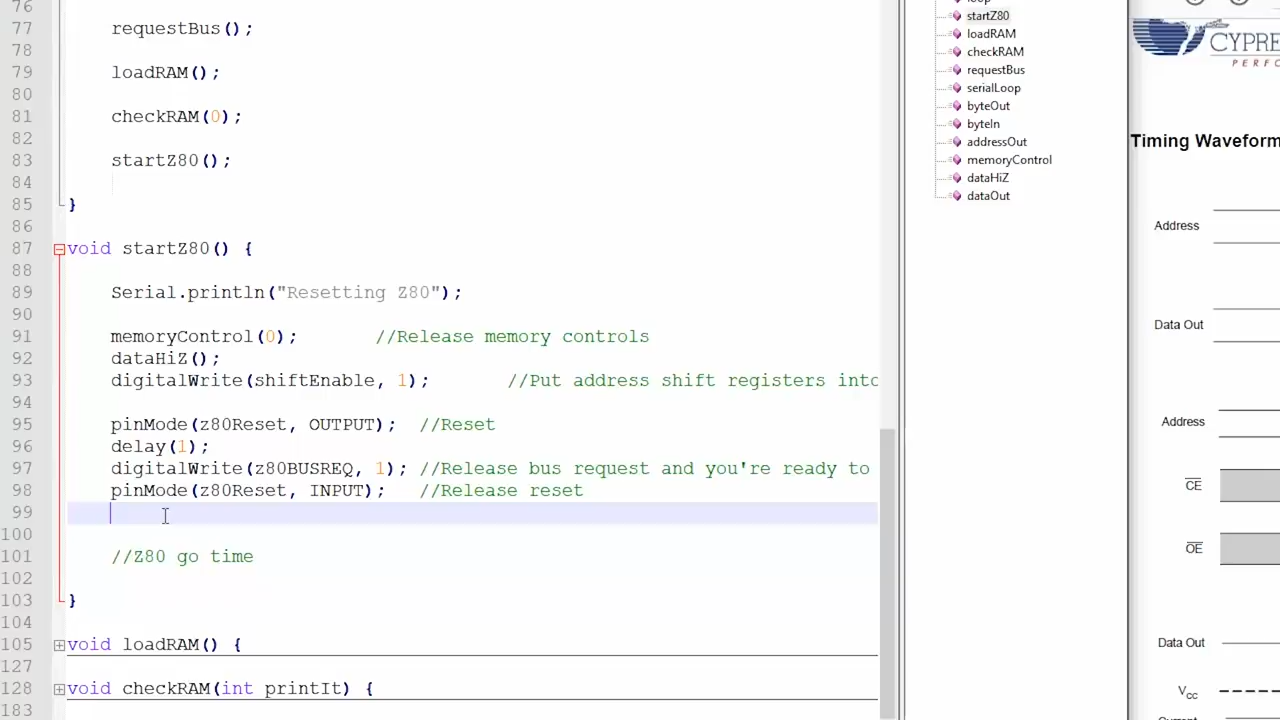 76
77 requestBus();
78
79 loadRAM();
80
81 checkRAM(0);
82
83 startZ80();
84
85 }
86
87 void startZ80() {
88
89 Serial.println("Resetting Z80");
90
91 memoryControl(0); //Release memory controls
92 dataHiZ();
93 digitalWrite(shiftEnable, 1); //Put address shift registers into
94
95 pinMode(z80Reset, OUTPUT); //Reset
96 delay(1);
97 digitalWrite(z80BUSREQ, 1); //Release bus request and you're ready to
98 pinMode(z80Reset, INPUT); //Release reset
99
100
101 //Z80 go time
102
103 }
104
105 void loadRAM() {
127
128 void checkRAM(int printIt) {
183
loop
startZ80
loadRAM
checkRAM
requestBus
serialLoop
byteOut
byteIn
addressOut
memoryControl
dataHiZ
dataOut
CYPRE
PERFO
Timing Waveform
Address
Data Out
Address
CE
OE
Data Out
VCC
Current